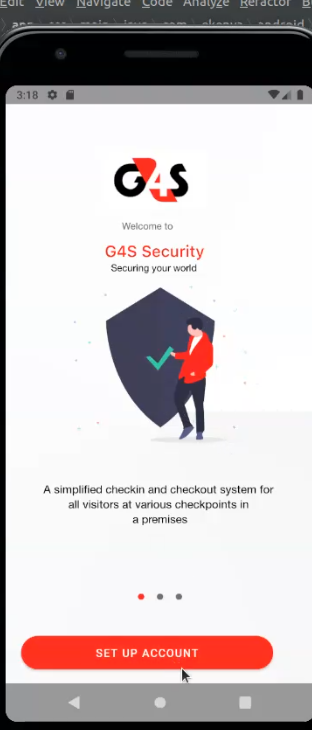 Edit View Navigate Code Analyze Refactor
3:18
G4S
Welcome to
G4S Security
Securing your world
A simplified checkin and checkout system for
all visitors at various checkpoints in
a premises
SET UP ACCOUNT